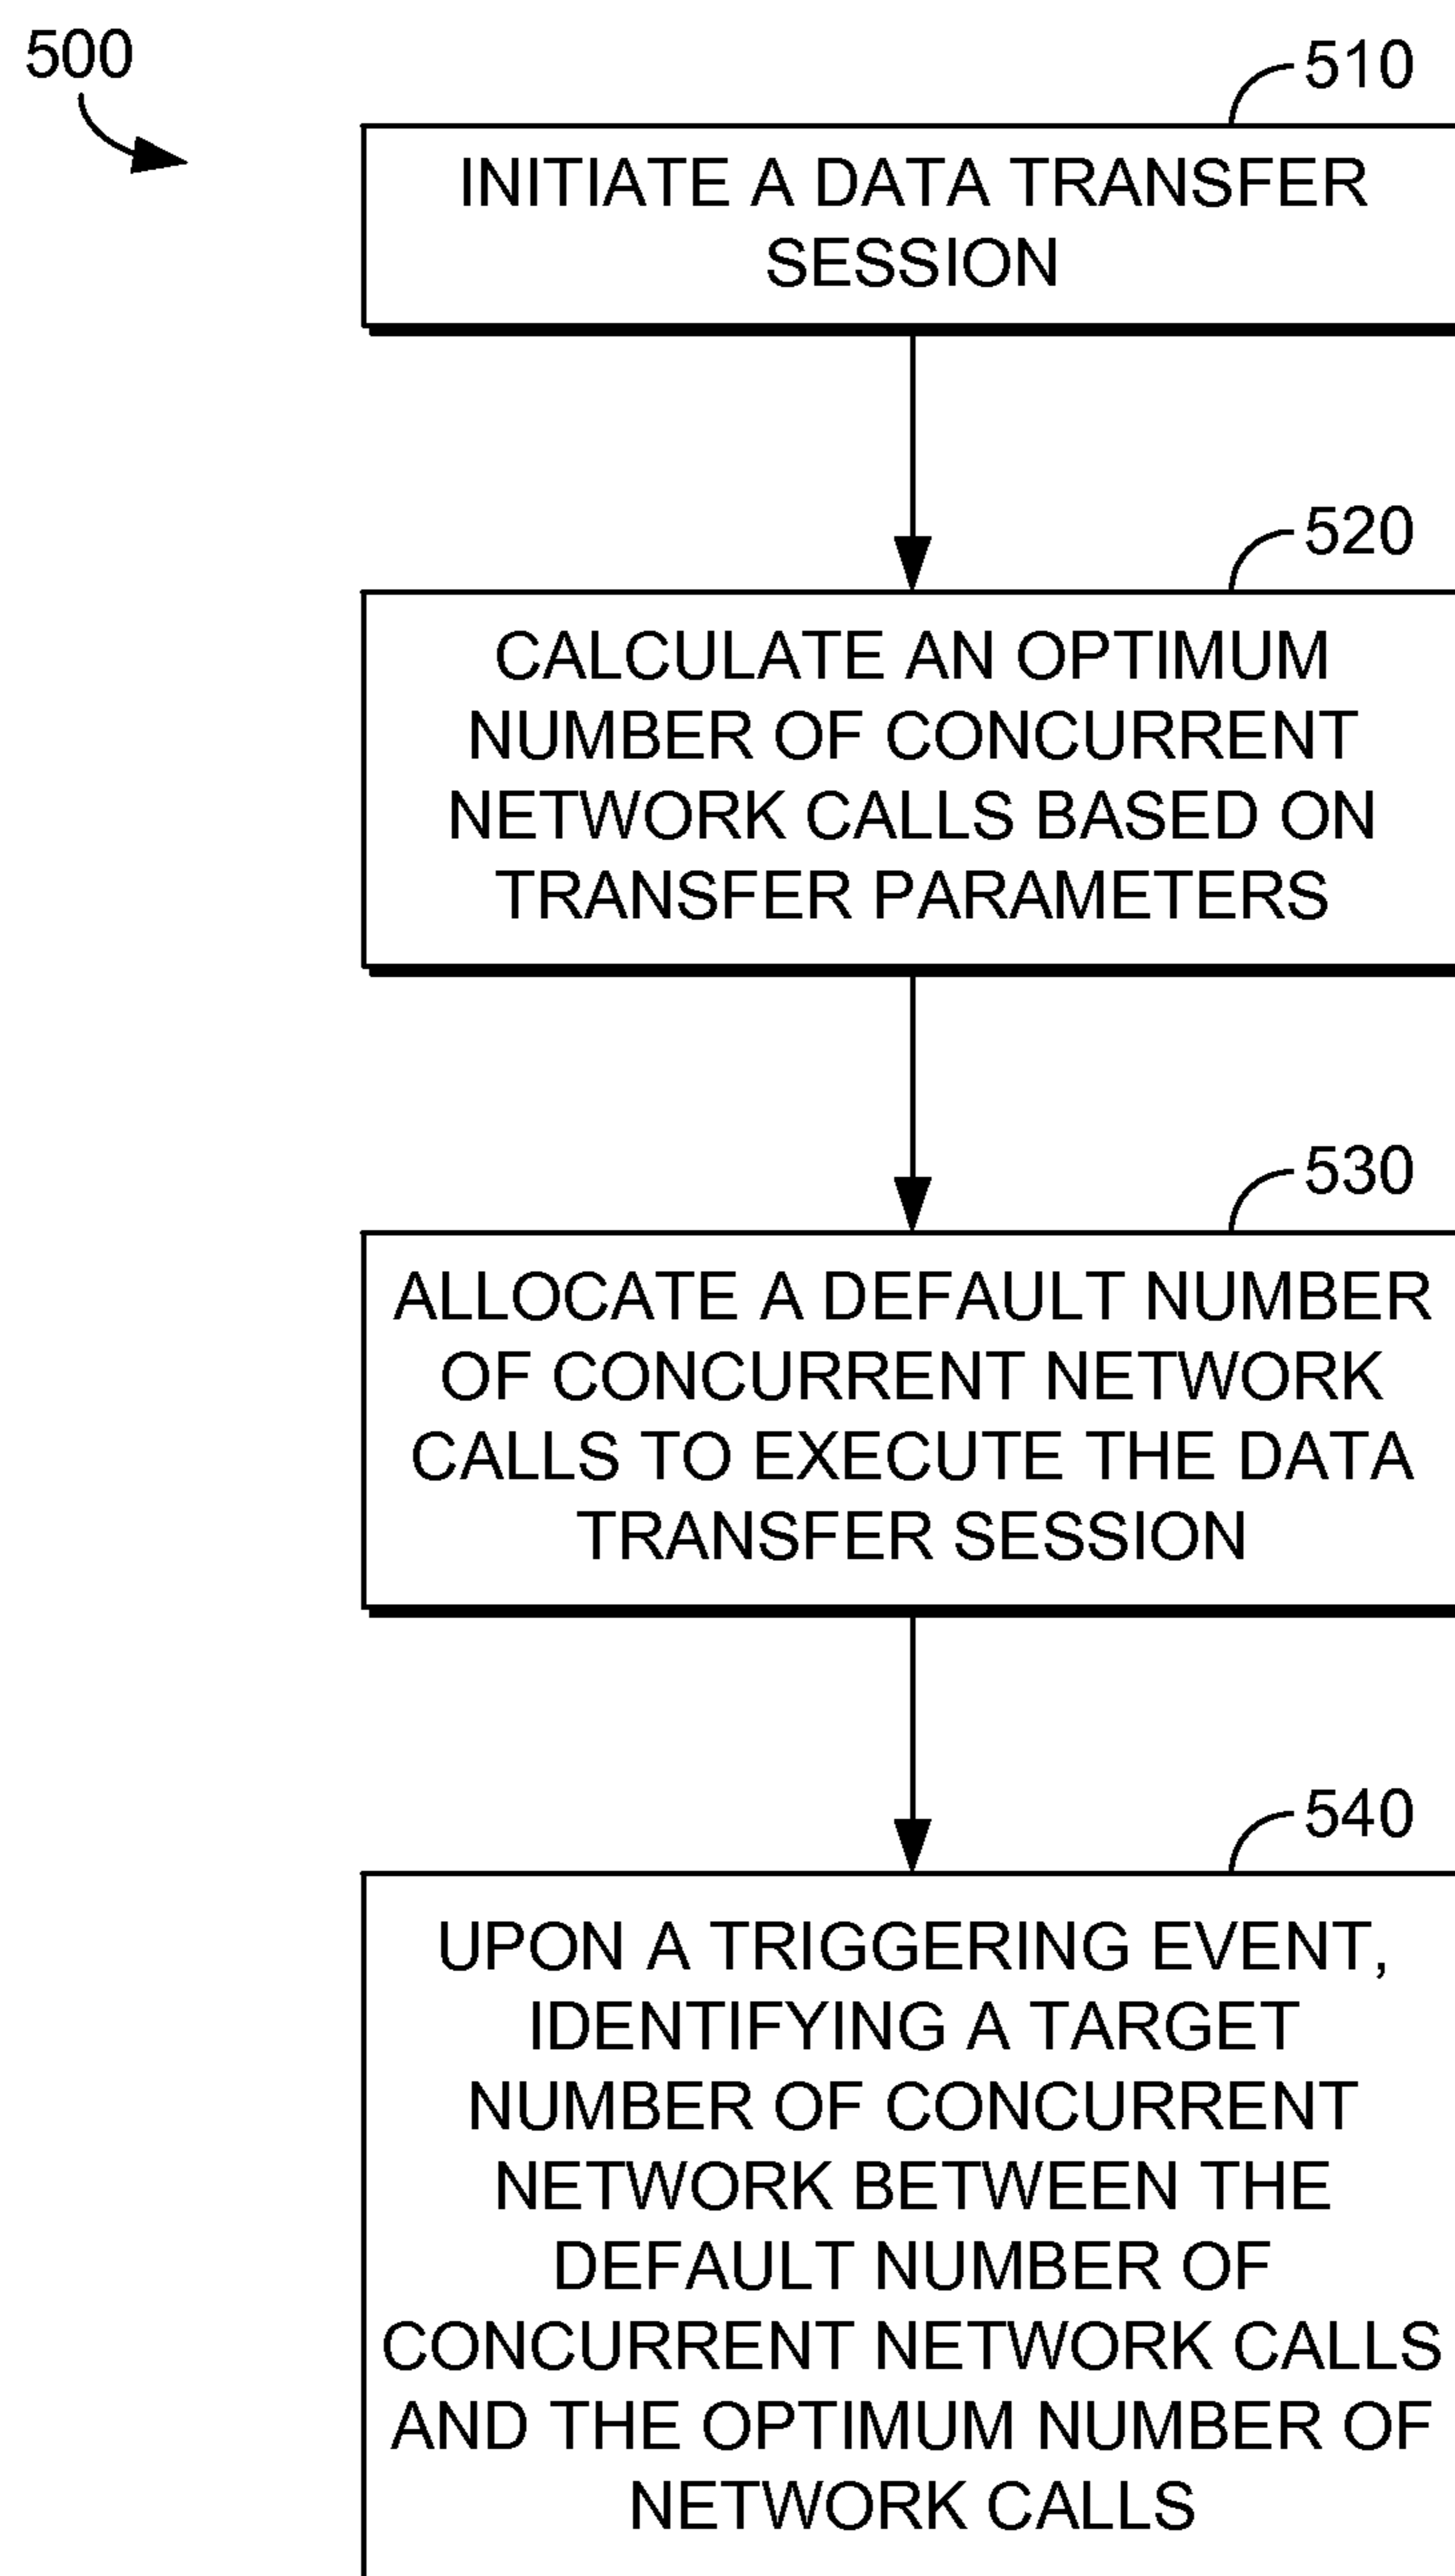 500
510
INITIATE A DATA TRANSFER
SESSION
520
CALCULATE AN OPTIMUM
NUMBER OF CONCURRENT
NETWORK CALLS BASED ON
TRANSFER PARAMETERS
530
ALLOCATE A DEFAULT NUMBER
OF CONCURRENT NETWORK
CALLS TO EXECUTE THE DATA
TRANSFER SESSION
540
UPON A TRIGGERING EVENT,
IDENTIFYING A TARGET
NUMBER OF CONCURRENT
NETWORK BETWEEN THE
DEFAULT NUMBER OF
CONCURRENT NETWORK CALLS
AND THE OPTIMUM NUMBER OF
NETWORK CALLS